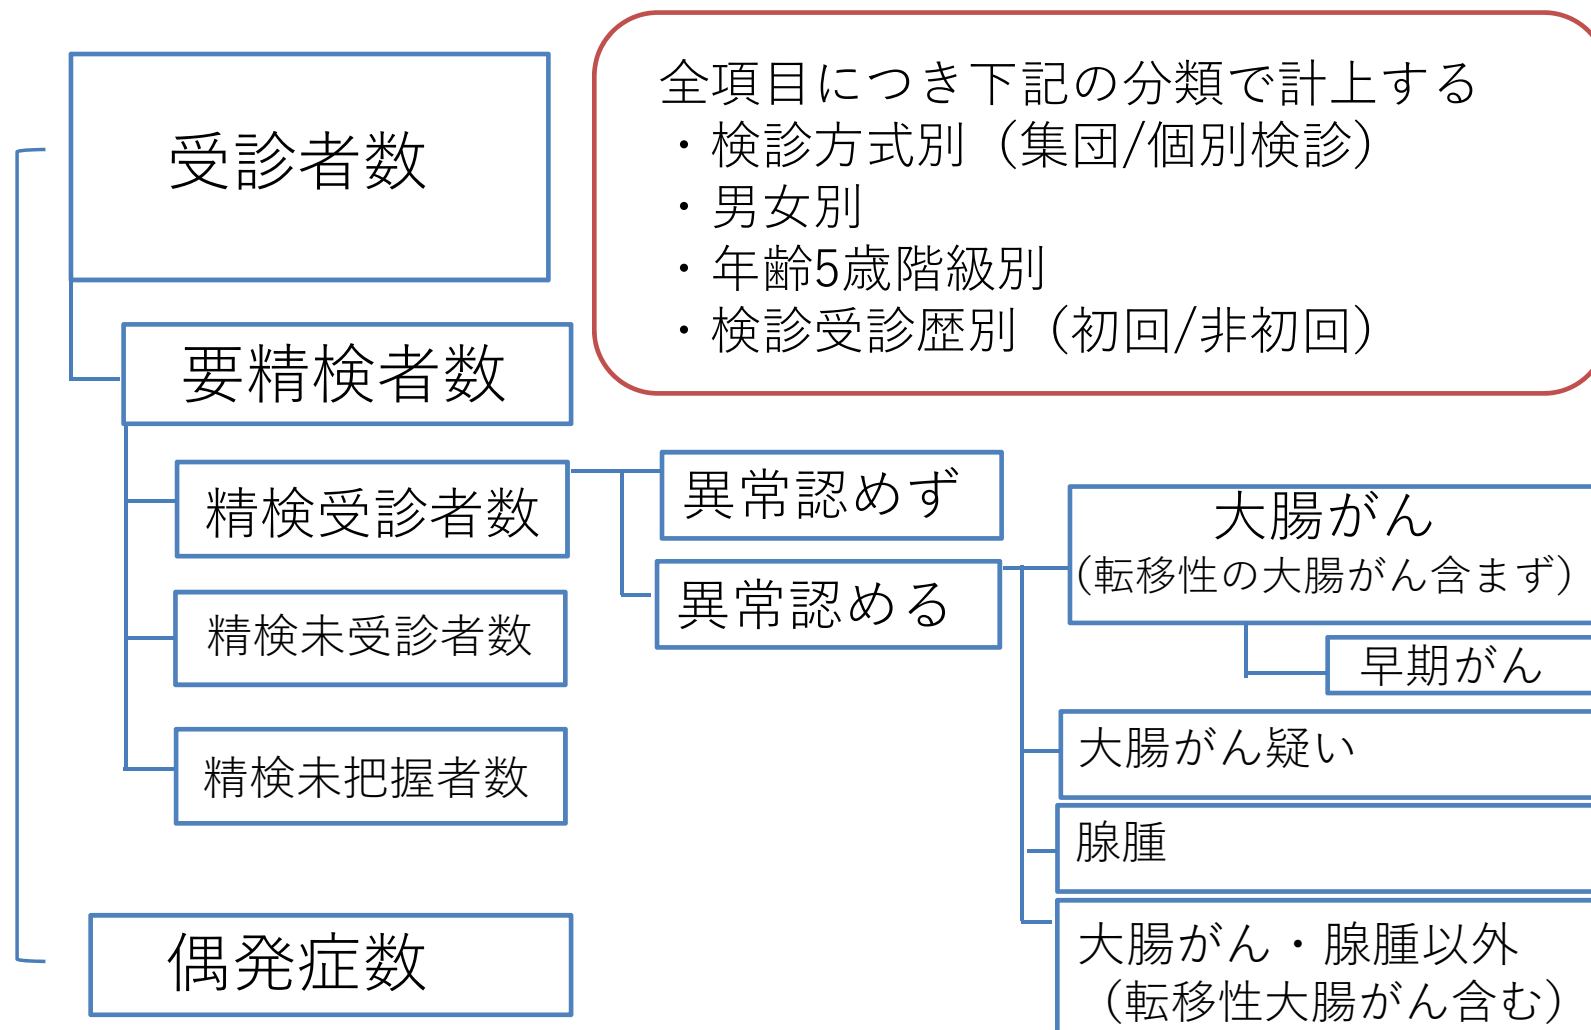 受診者数
全項目につき下記の分類で計上する
・検診方式別（集団/個別検診）
・男女別
・年齢5歳階級別
・検診受診歴別（初回/非初回）
要精検者数
精検受診者数
異常認めず
大腸がん
（転移性の大腸がん含まず）
異常認める
精検未受診者数
早期がん
大腸がん疑い
精検未把握者数
腺腫
偶発症数
大腸がん・腺腫以外
（転移性大腸がん含む）